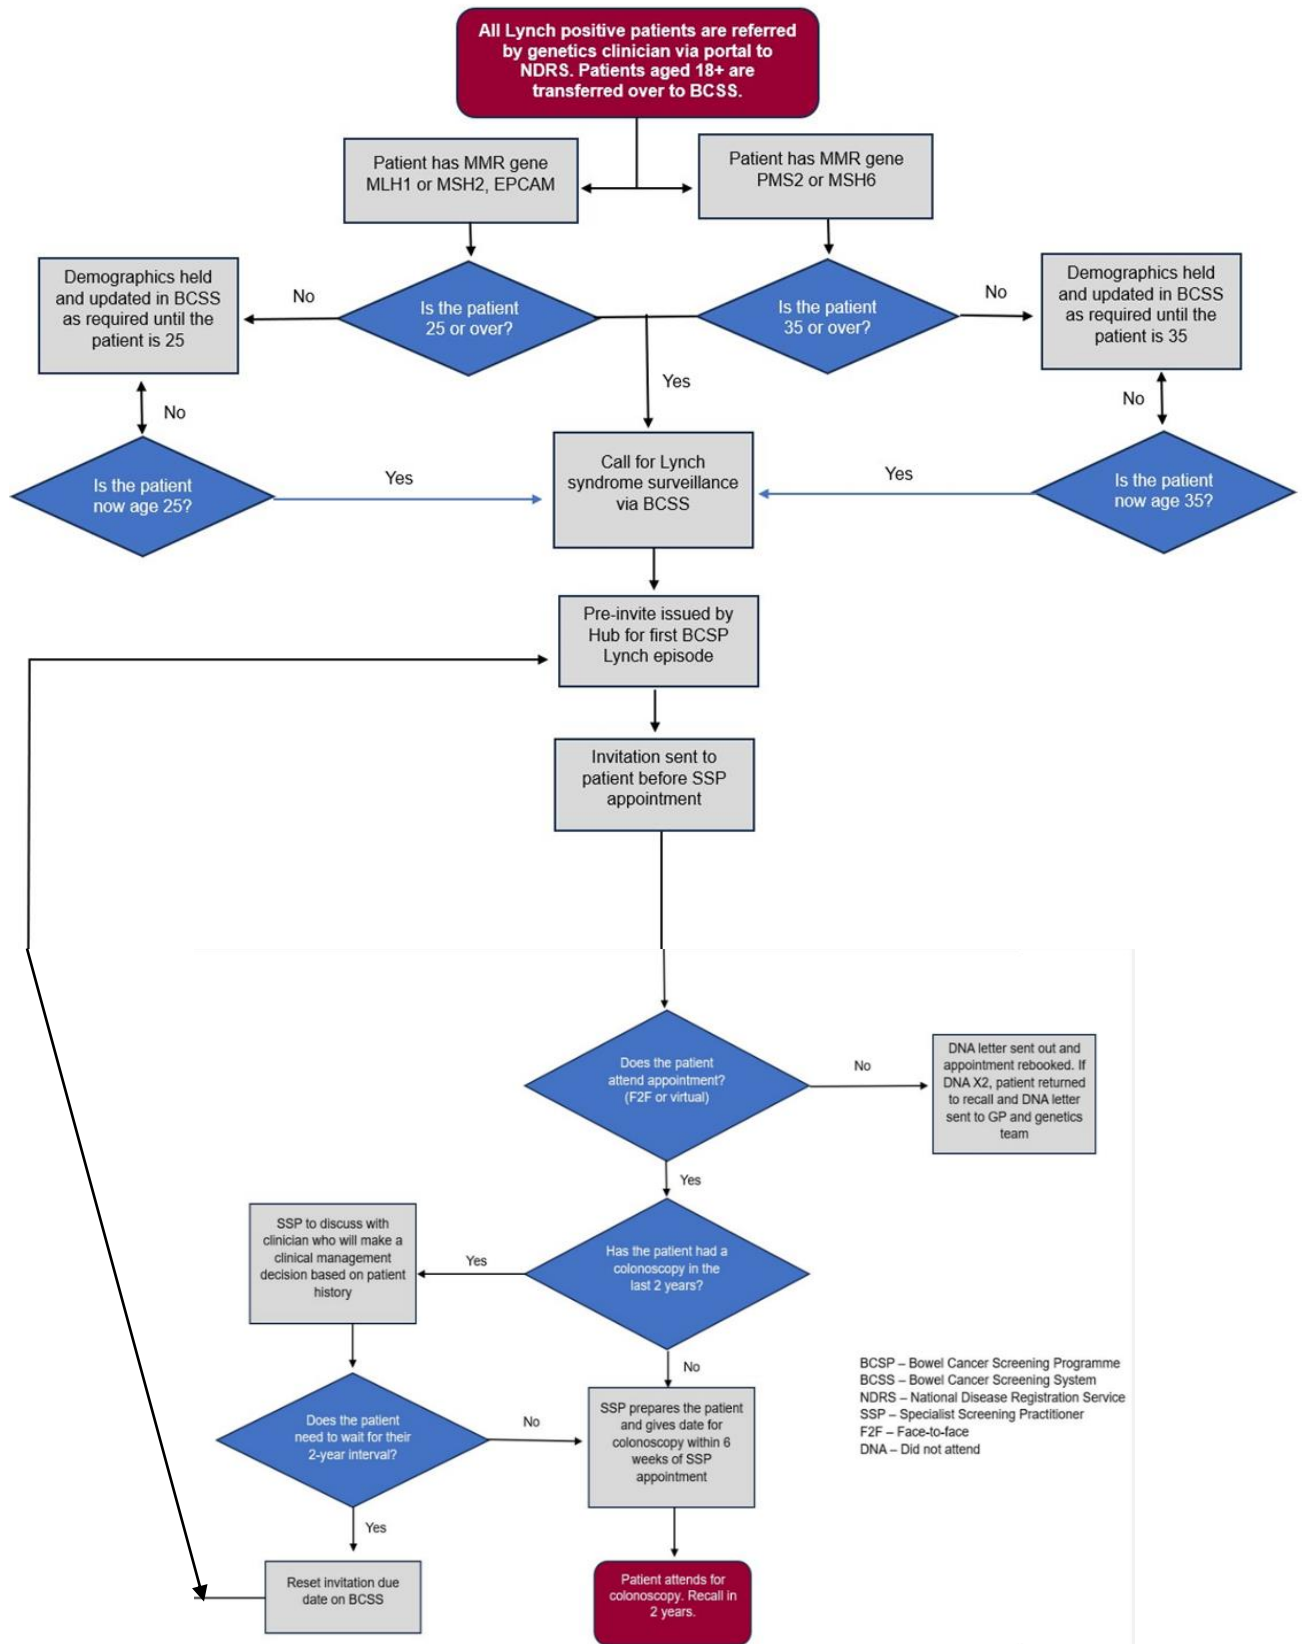 All Lynch positive patients are referred
by genetics clinician via portal to
NDRS. Patients aged 18+ are
transferred over to BCSS.
Patient has MMR gene
MLH1 or MSH2, EPCAM
Patient has MMR gene
PMS2 or MSH6
Demographics held
and updated in BCSS
as required until the
patient is 25
No
Is the patient
25 or over?
Is the patient
35 or over?
No
Demographics held
and updated in BCSS
as required until the
patient is 35
Yes
No
No
Is the patient
now age 25?
Yes
Call for Lynch
syndrome surveillance
via BCSS
Yes
Is the patient
now age 35?
Pre-invite issued by
Hub for first BCSP
Lynch episode
Invitation sent to
patient before SSP
appointment
Does the patient
attend appointment?
(F2F or virtual)
No
DNA letter sent out and
appointment rebooked. If
DNA X2, patient returned
to recall and DNA letter
sent to GP and genetics
team
Yes
SSP to discuss with
clinician who will make a
clinical management
decision based on patient
history
Yes
Has the patient had a
colonoscopy in the
last 2 years?
No
BCSP – Bowel Cancer Screening Programme
BCSS – Bowel Cancer Screening System
NDRS – National Disease Registration Service
SSP – Specialist Screening Practitioner
F2F – Face-to-face
DNA – Did not attend
Does the patient
need to wait for their
2-year interval?
No
SSP prepares the patient
and gives date for
colonoscopy within 6
weeks of SSP
appointment
Yes
Reset invitation due
date on BCSS
Patient attends for
colonoscopy. Recall in
2 years.